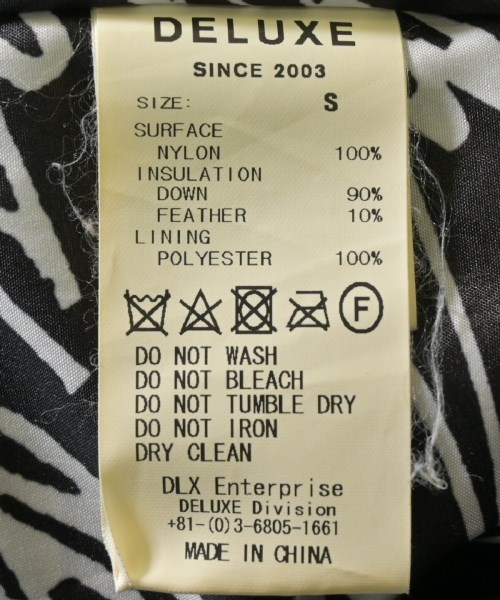 DELUXE
SINCE 2003
SIZE: S
SURFACE
NYLON 100%
INSULATION
DOWN 90%
FEATHER 10%
LINING
POLYESTER 100%
F
DO NOT WASH
DO NOT BLEACH
DO NOT TUMBLE DRY
DO NOT IRON
DRY CLEAN
DLX Enterprise
DELUXE Division
+81-(0)3-6805-1661
MADE IN CHINA